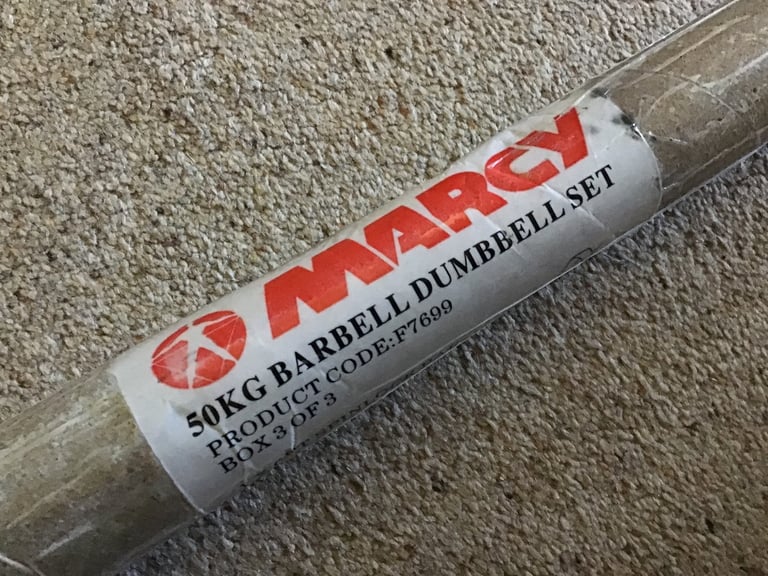 MARCY
50KG BARBELL DUMBBELL SET
PRODUCT CODE:F7699
BOX 3 OF 3